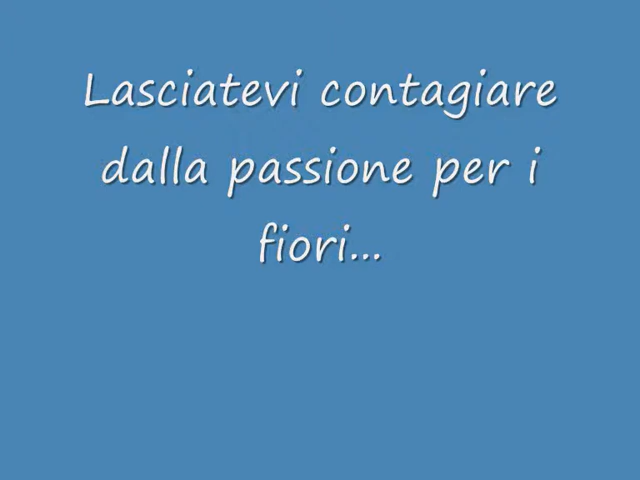 Lasciatevi contagiare
dalla passione per i
fiori...